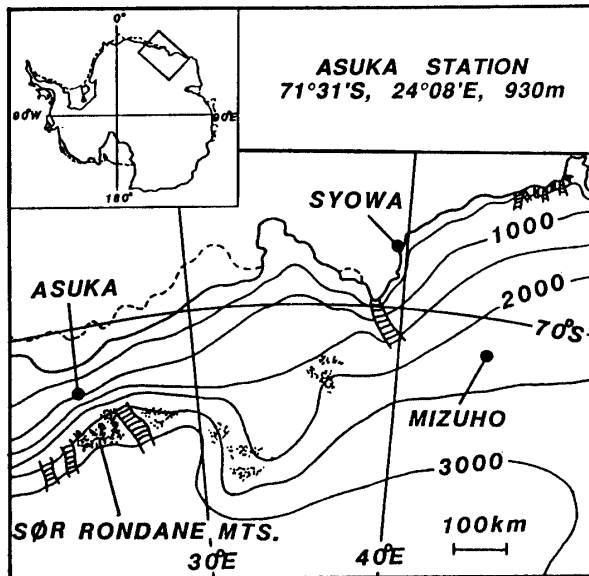 0°
90°W
90°E
180°
ASUKA STATION
71°31'S, 24°08'E, 930m
SYOWA
1000
ASUKA
2000
70°S
MIZUHO
3000
SØR RONDANE MTS.
100km
30°E
40°E